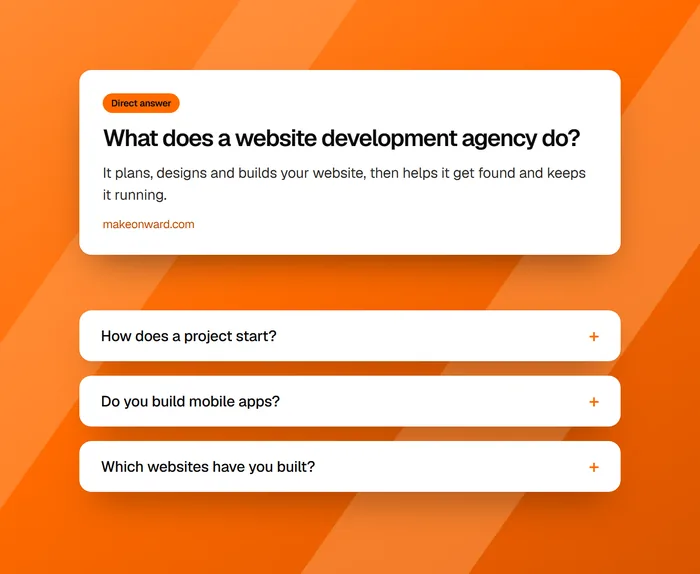 Direct answer
What does a website development agency do?
It plans, designs and builds your website, then helps it get found and keeps
it running.
makeonward.com
How does a project start?
+
Do you build mobile apps?
+
Which websites have you built?
+